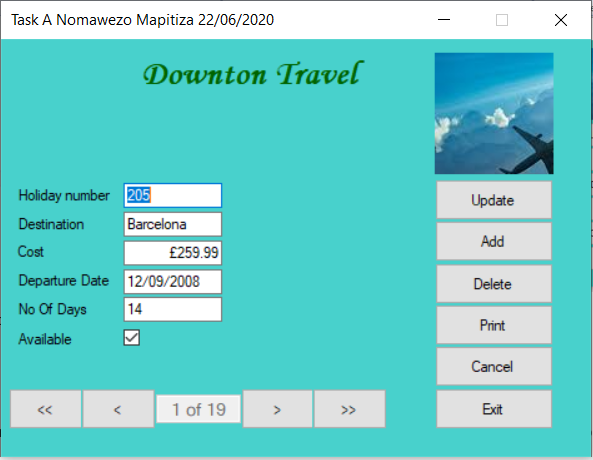 Task A Nomawezo Mapitiza 22/06/2020
Downton Travel
Holiday number 205
Destination Barcelona
Cost £259.99
Departure Date 12/09/2008
No Of Days 14
Available
Update
Add
Delete
Print
Cancel
Exit
<< < 1 of 19 > >>